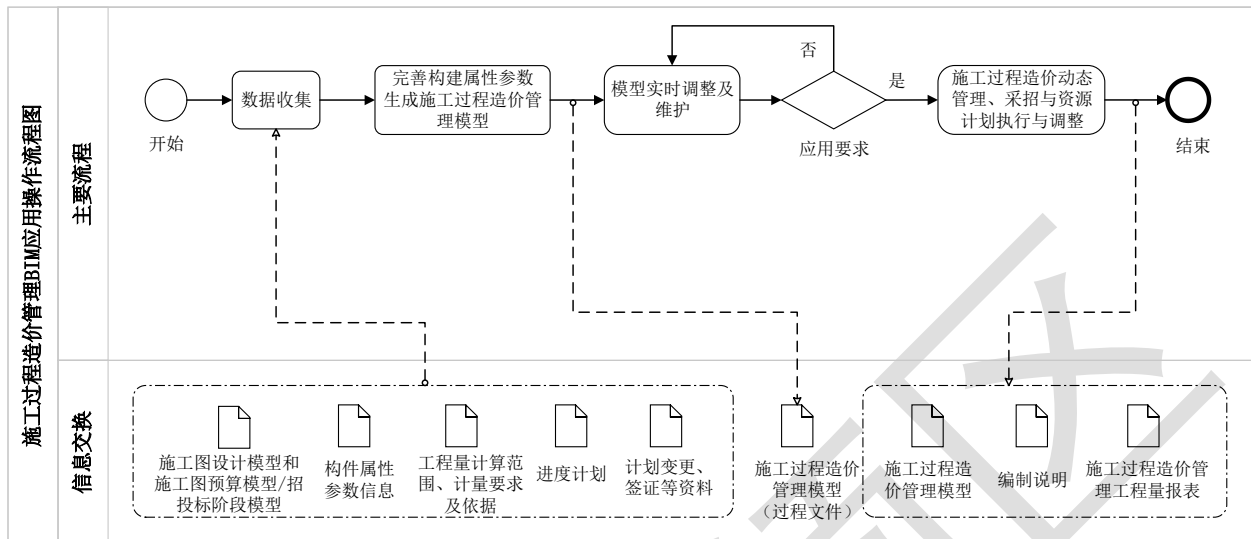 施工过程造价管理BIM应用操作流程图
主要流程
开始
数据收集
完善构建属性参数
生成施工过程造价管
理模型
模型实时调整及
维护
否
应用要求
是
施工过程造价动态
管理、采招与资源
计划执行与调整
结束
信息交换
施工图设计模型和
施工图预算模型/招
投标阶段模型
构件属性
参数信息
工程量计算范
围、计量要求
及依据
进度计划
计划变更、
签证等资料
施工过程造价
管理模型
（过程文件）
施工过程造
价管理模型
编制说明
施工过程造价管
理工程量报表